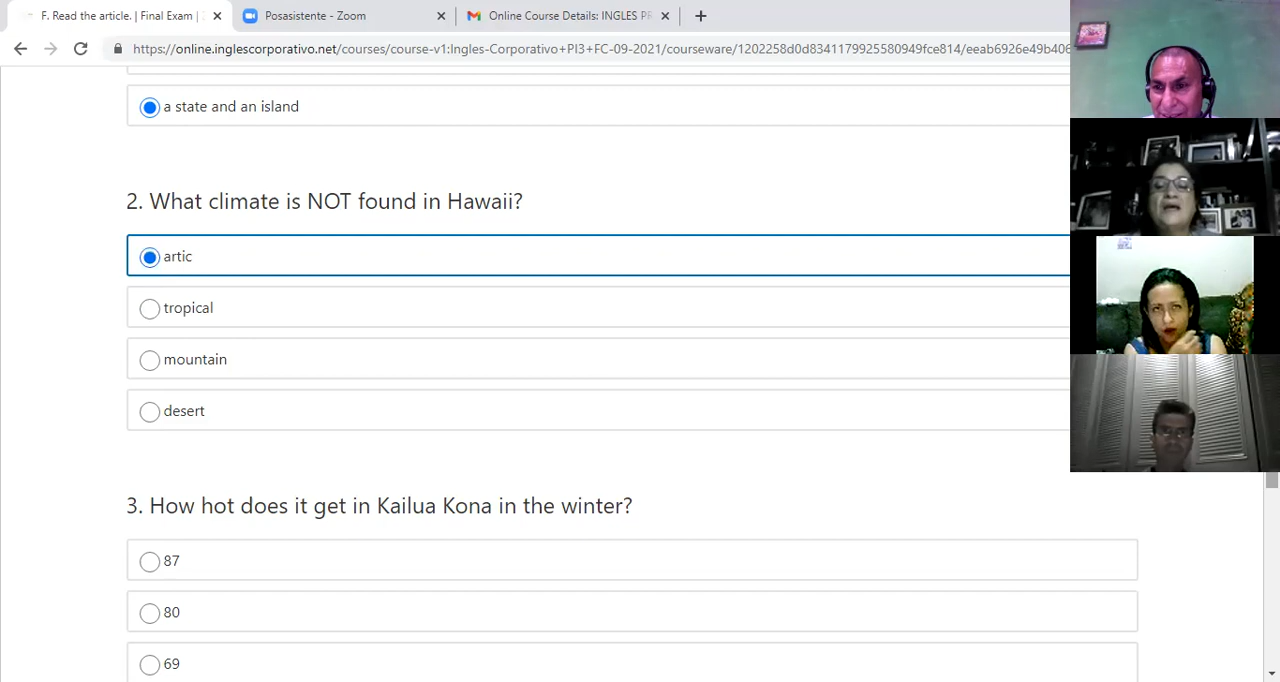 F. Read the article. | Final Exam |
Posasistente - Zoom
Online Course Details: INGLES PR
https://online.inglescorporativo.net/courses/course-v1:Ingles-Corporativo+PI3+FC-09-2021/courseware/1202258d0d8341179925580949fce814/eeab6926e49b406
a state and an island
2. What climate is NOT found in Hawaii?
artic
tropical
mountain
desert
3. How hot does it get in Kailua Kona in the winter?
87
80
69